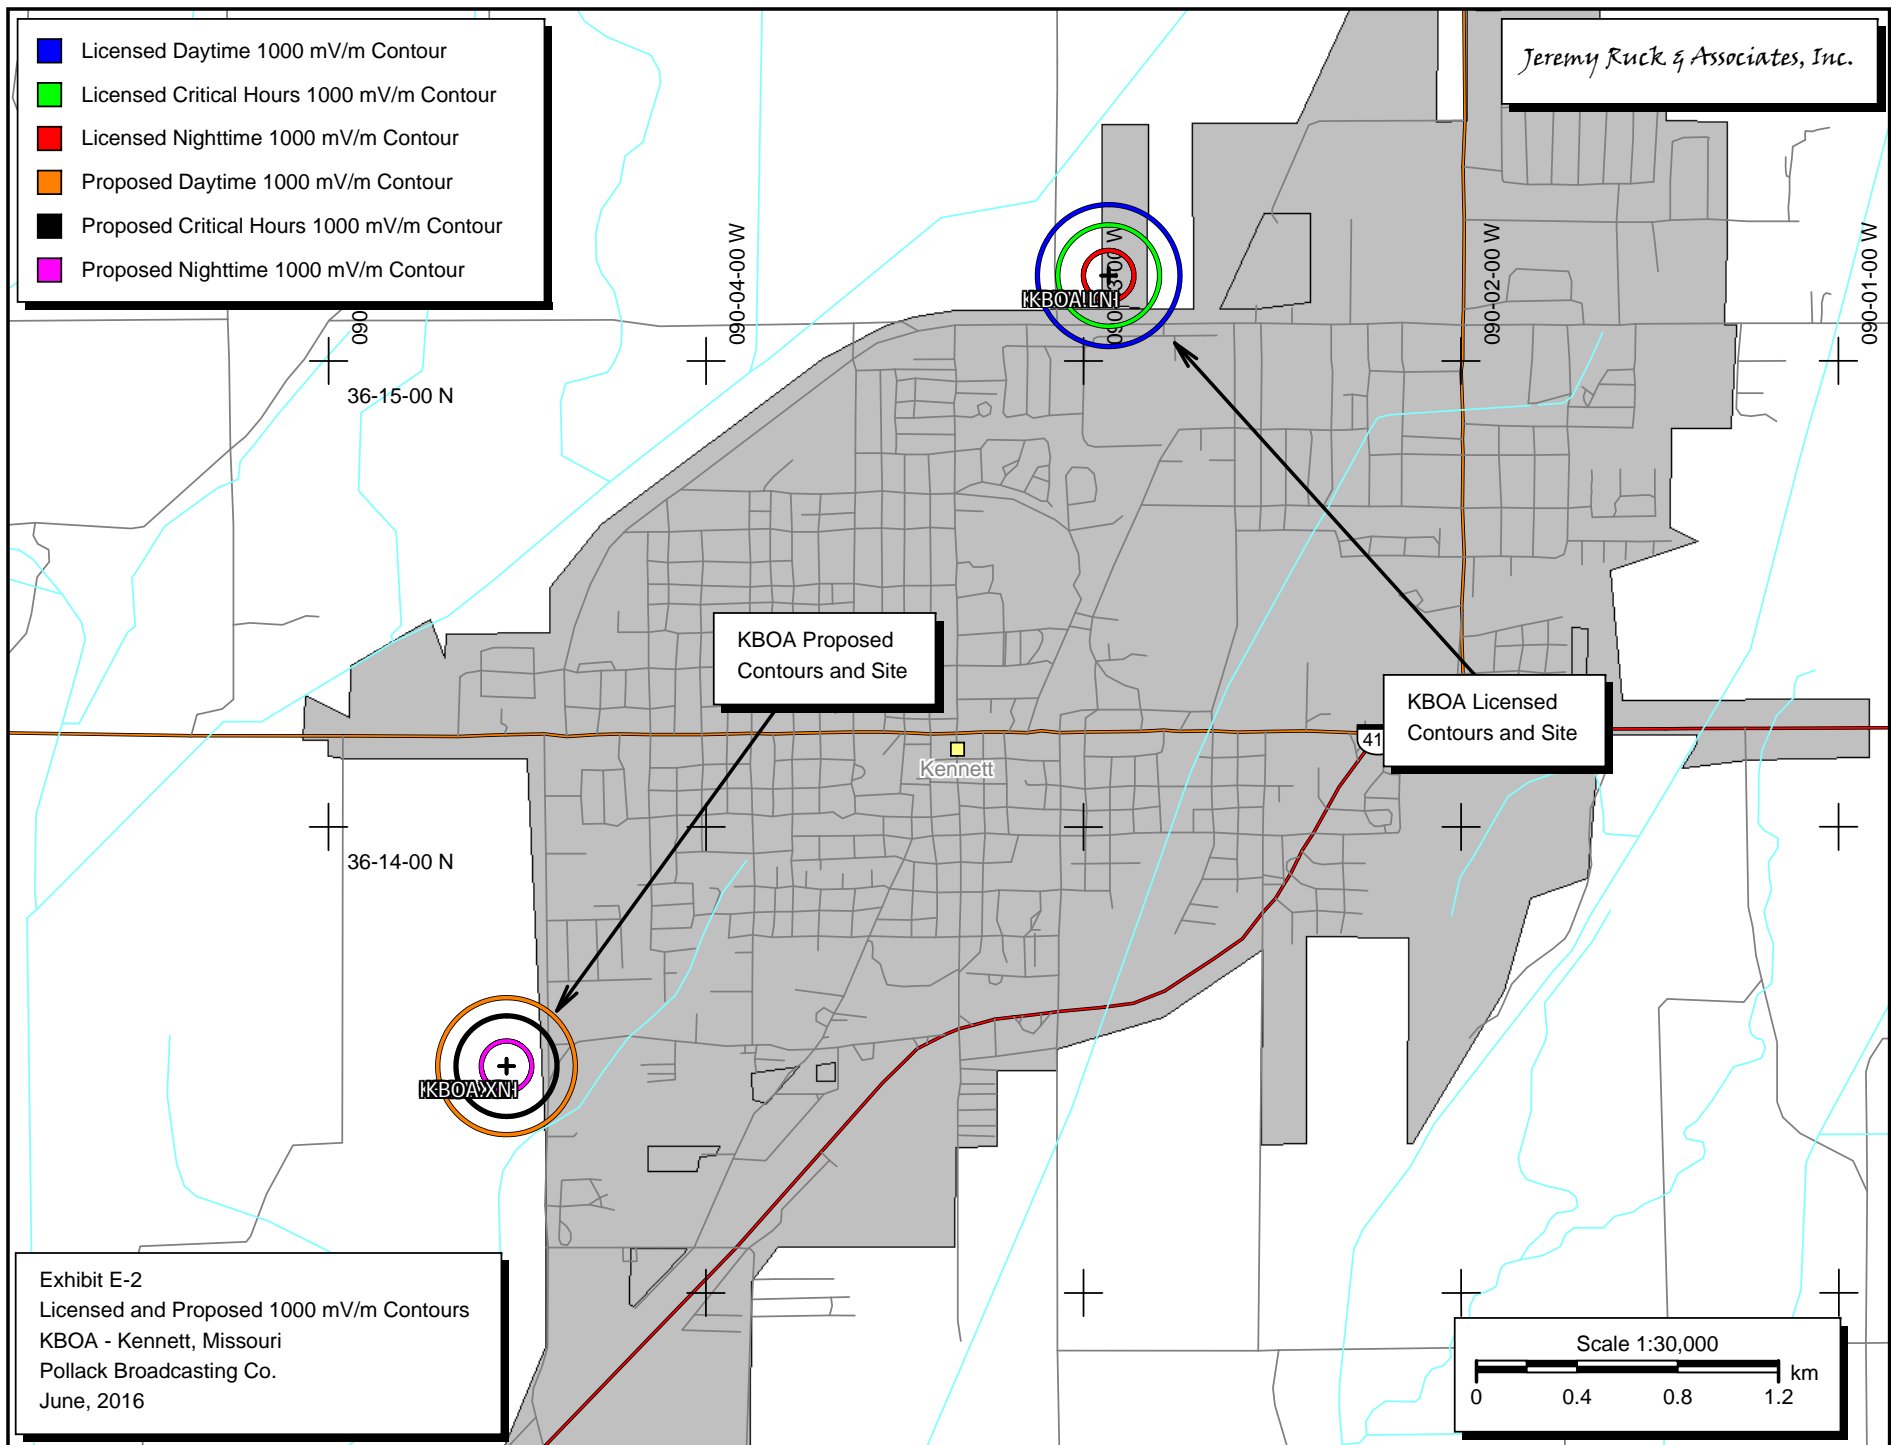 Licensed Daytime 1000 mV/m Contour
Licensed Critical Hours 1000 mV/m Contour
Licensed Nighttime 1000 mV/m Contour
Proposed Daytime 1000 mV/m Contour
Proposed Critical Hours 1000 mV/m Contour
Proposed Nighttime 1000 mV/m Contour
Jeremy Ruck & Associates, Inc.
090-04-00 W
090-02-00 W
090-01-00 W
36-15-00 N
KBOA Proposed
Contours and Site
KBOA Licensed
Contours and Site
41
Kennett
36-14-00 N
Exhibit E-2
Licensed and Proposed 1000 mV/m Contours
KBOA - Kennett, Missouri
Pollack Broadcasting Co.
June, 2016
Scale 1:30,000
km
0 0.4 0.8 1.2